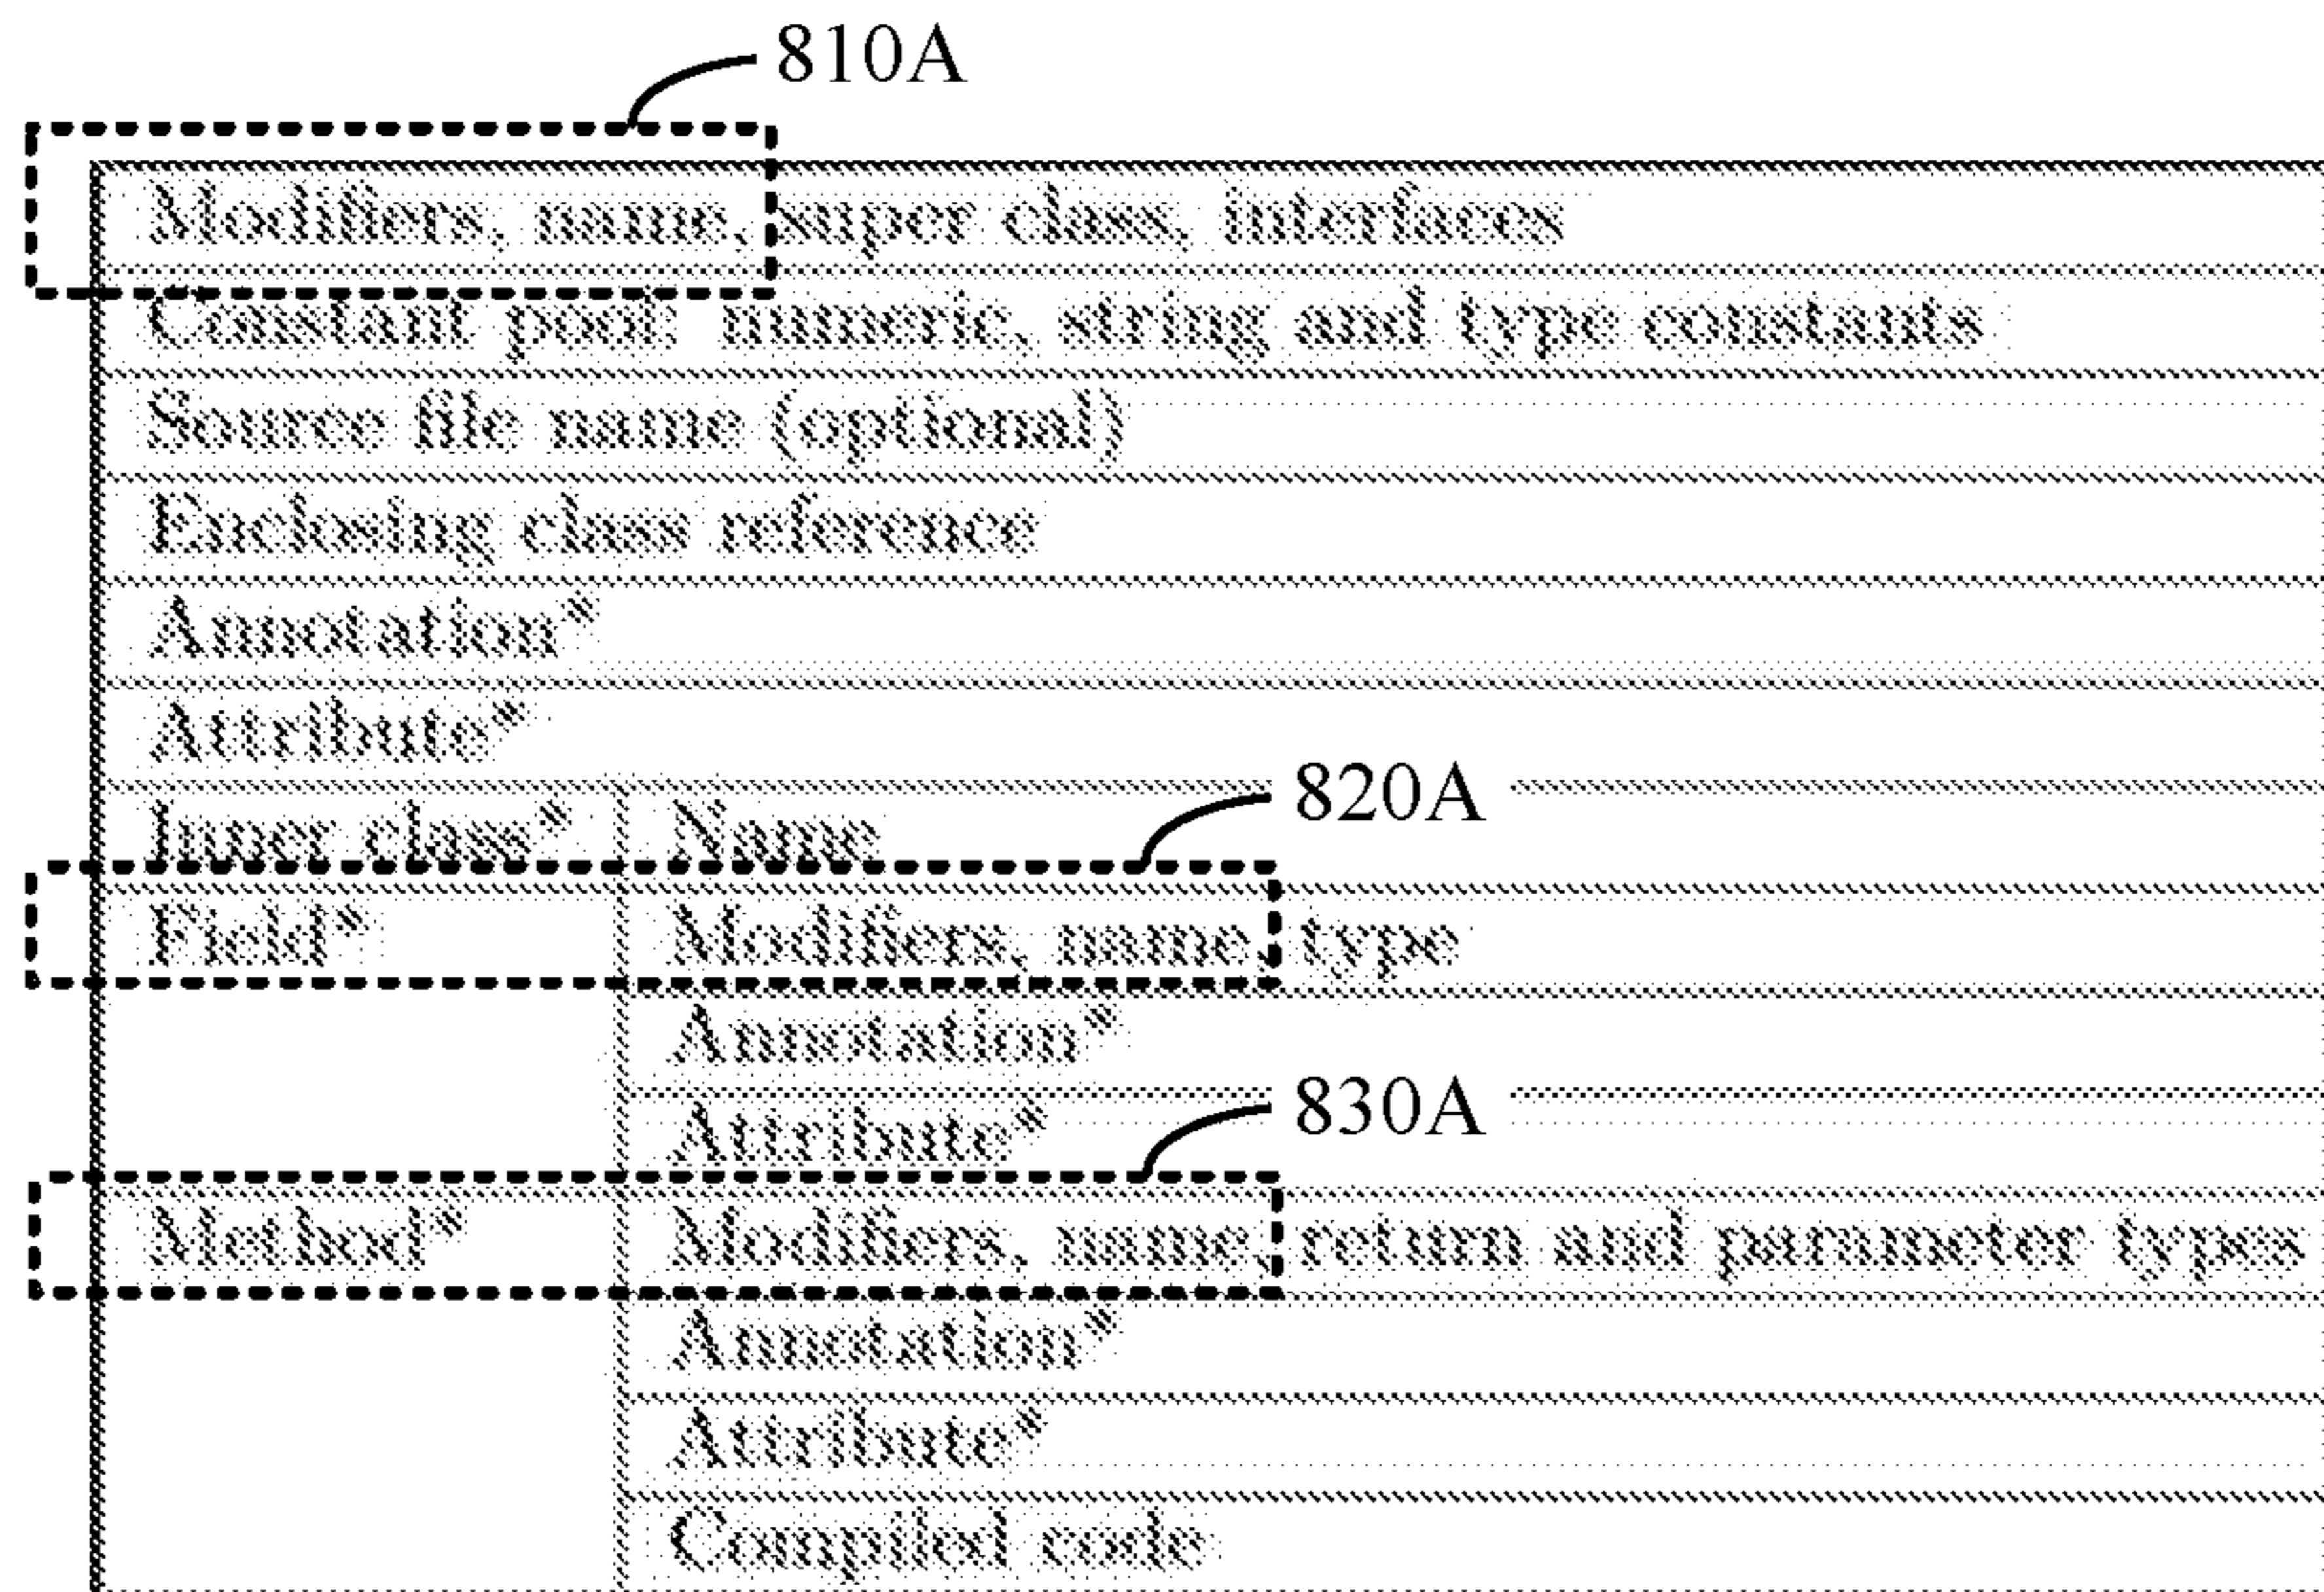 810A
Modifiers, name, super class, interfaces
Constant pool: numeric, string and type constants
Source file name (optional)
Enclosing class reference
Annotation*
Attribute*
820A
Inner class* Name
Field* Modifiers, name, type
Annotation*
830A
Attribute*
Method* Modifiers, name, return and parameter types
Annotation*
Attribute*
Compiled code